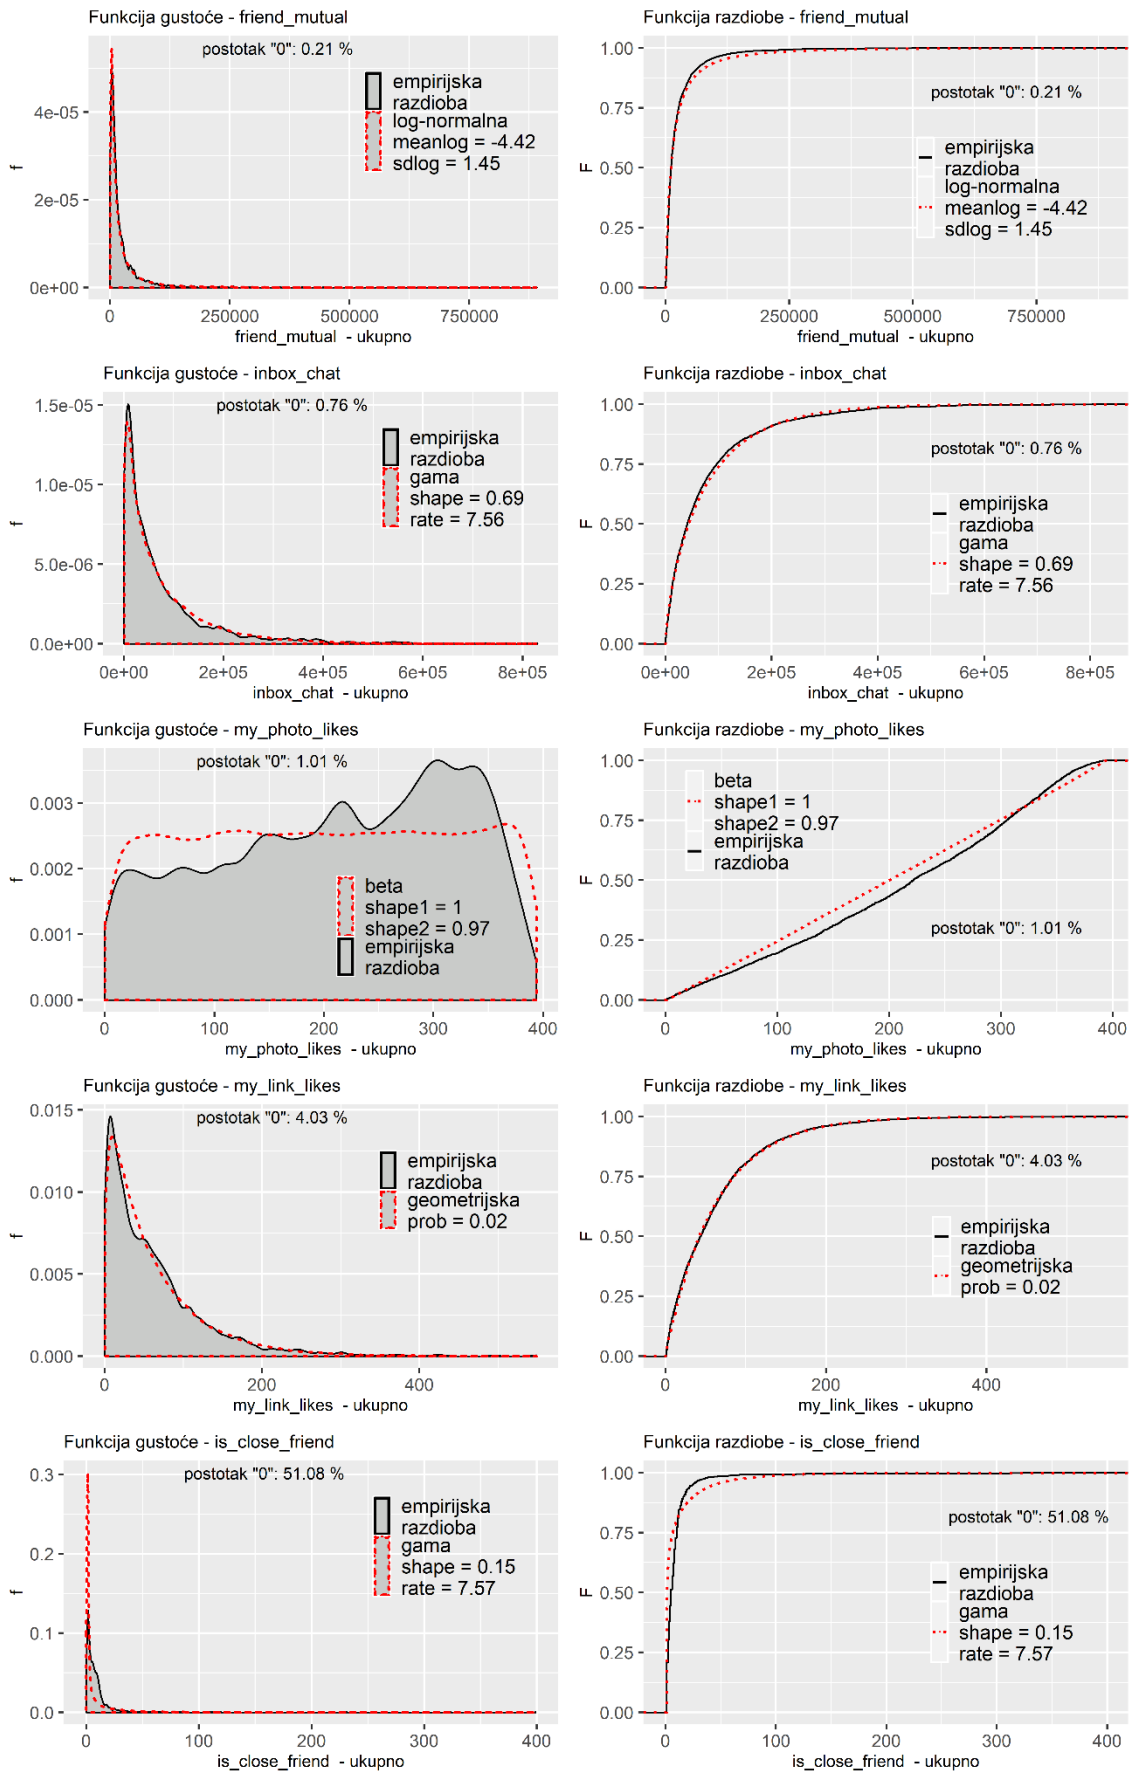 Funkcija gustoće - friend_mutual
postotak "0": 0.21 %
empirijska
razdioba
log-normalna
meanlog = -4.42
sdlog = 1.45
4e-05
2e-05
0e+00
f
0
250000
500000
750000
friend_mutual - ukupno
Funkcija razdiobe - friend_mutual
1.00
0.75
0.50
0.25
0.00
F
postotak "0": 0.21 %
empirijska
razdioba
log-normalna
meanlog = -4.42
sdlog = 1.45
0
250000
500000
750000
friend_mutual - ukupno
Funkcija gustoće - inbox_chat
postotak "0": 0.76 %
empirijska
razdioba
gama
shape = 0.69
rate = 7.56
1.5e-05
1.0e-05
5.0e-06
0.0e+00
f
0e+00
2e+05
4e+05
6e+05
8e+05
inbox_chat - ukupno
Funkcija razdiobe - inbox_chat
1.00
0.75
0.50
0.25
0.00
F
postotak "0": 0.76 %
empirijska
razdioba
gama
shape = 0.69
rate = 7.56
0e+00
2e+05
4e+05
6e+05
8e+05
inbox_chat - ukupno
Funkcija gustoće - my_photo_likes
postotak "0": 1.01 %
0.003
0.002
0.001
0.000
f
beta
shape1 = 1
shape2 = 0.97
empirijska
razdioba
0
100
200
300
400
my_photo_likes - ukupno
Funkcija razdiobe - my_photo_likes
1.00
0.75
0.50
0.25
0.00
F
beta
shape1 = 1
shape2 = 0.97
empirijska
razdioba
postotak "0": 1.01 %
0
100
200
300
400
my_photo_likes - ukupno
Funkcija gustoće - my_link_likes
postotak "0": 4.03 %
empirijska
razdioba
geometrijska
prob = 0.02
0.015
0.010
0.005
0.000
f
0
200
400
my_link_likes - ukupno
Funkcija razdiobe - my_link_likes
1.00
0.75
0.50
0.25
0.00
F
postotak "0": 4.03 %
empirijska
razdioba
geometrijska
prob = 0.02
0
200
400
my_link_likes - ukupno
Funkcija gustoće - is_close_friend
postotak "0": 51.08 %
empirijska
razdioba
gama
shape = 0.15
rate = 7.57
0.3
0.2
0.1
0.0
f
0
100
200
300
400
is_close_friend - ukupno
Funkcija razdiobe - is_close_friend
1.00
0.75
0.50
0.25
0.00
F
postotak "0": 51.08 %
empirijska
razdioba
gama
shape = 0.15
rate = 7.57
0
100
200
300
400
is_close_friend - ukupno